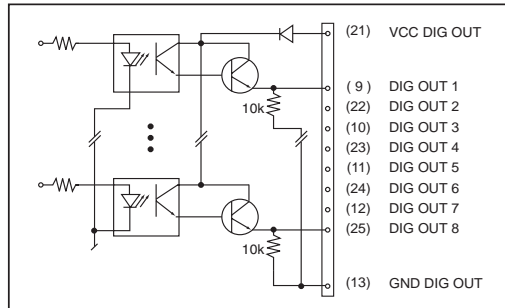 (21) VCC DIG OUT
(9) DIG OUT 1
10k
(22) DIG OUT 2
(10) DIG OUT 3
(23) DIG OUT 4
(11) DIG OUT 5
(24) DIG OUT 6
(12) DIG OUT 7
(25) DIG OUT 8
10k
(13) GND DIG OUT